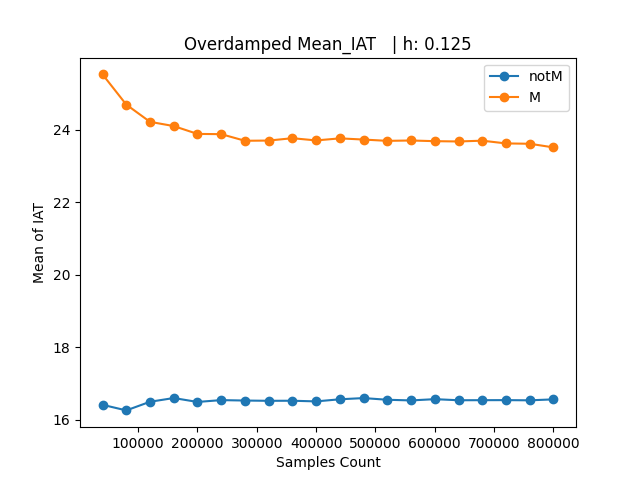 Overdamped Mean_IAT   | h: 0.125
notM
M
Mean of IAT
24
22
20
18
16
100000 200000 300000 400000 500000 600000 700000 800000
Samples Count